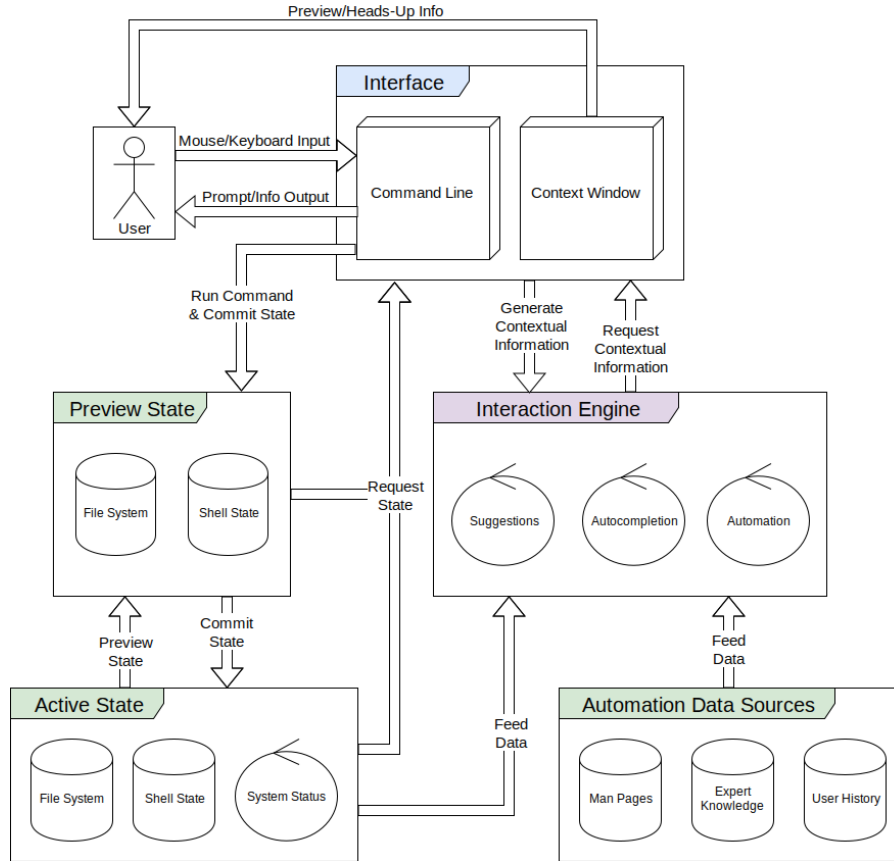 Preview/Heads-Up Info
Interface
Mouse/Keyboard Input
Command Line
Context Window
Prompt/Info Output
User
Run Command
& Commit State
Generate
Contextual
Information
Request
Contextual
Information
Preview State
Interaction Engine
File System
Shell State
Request
State
Suggestions
Autocompletion
Automation
Preview
State
Commit
State
Feed
Data
Active State
Automation Data Sources
Feed
Data
File System
Shell State
System Status
Man Pages
Expert
Knowledge
User History